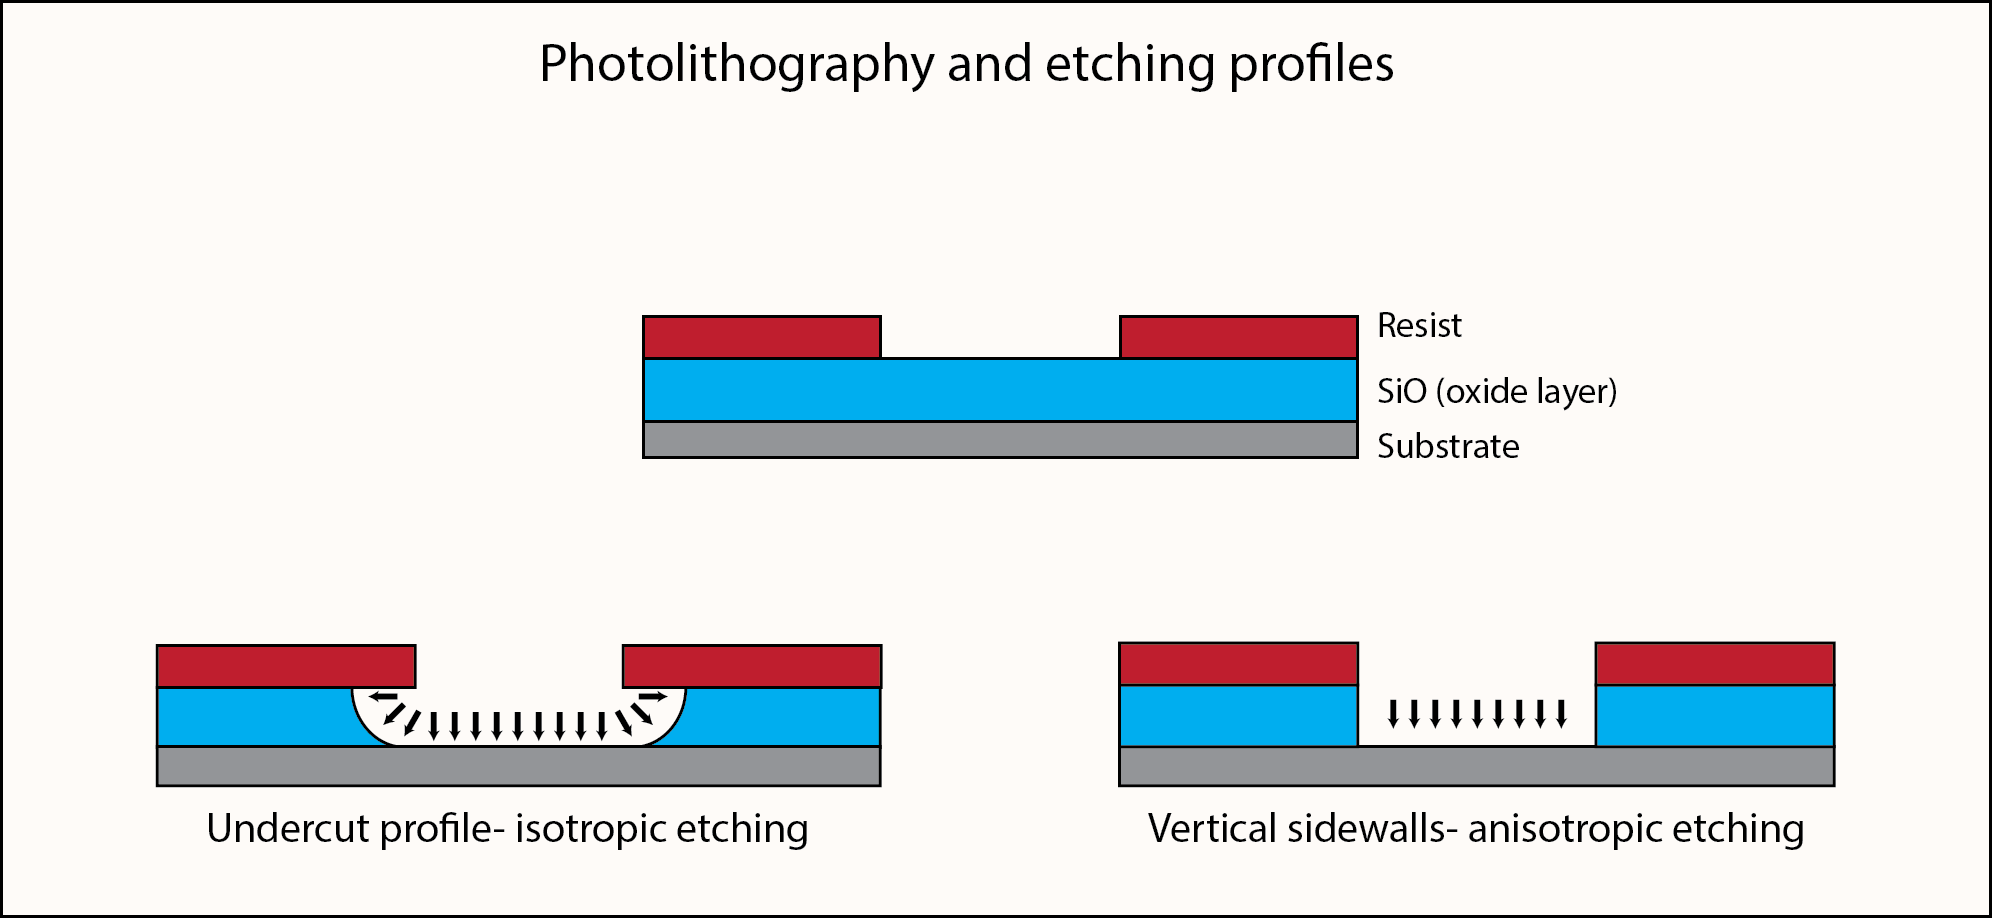 Photolithography and etching profiles
Resist
SiO (oxide layer)
Substrate
Undercut profile- isotropic etching
Vertical sidewalls- anisotropic etching